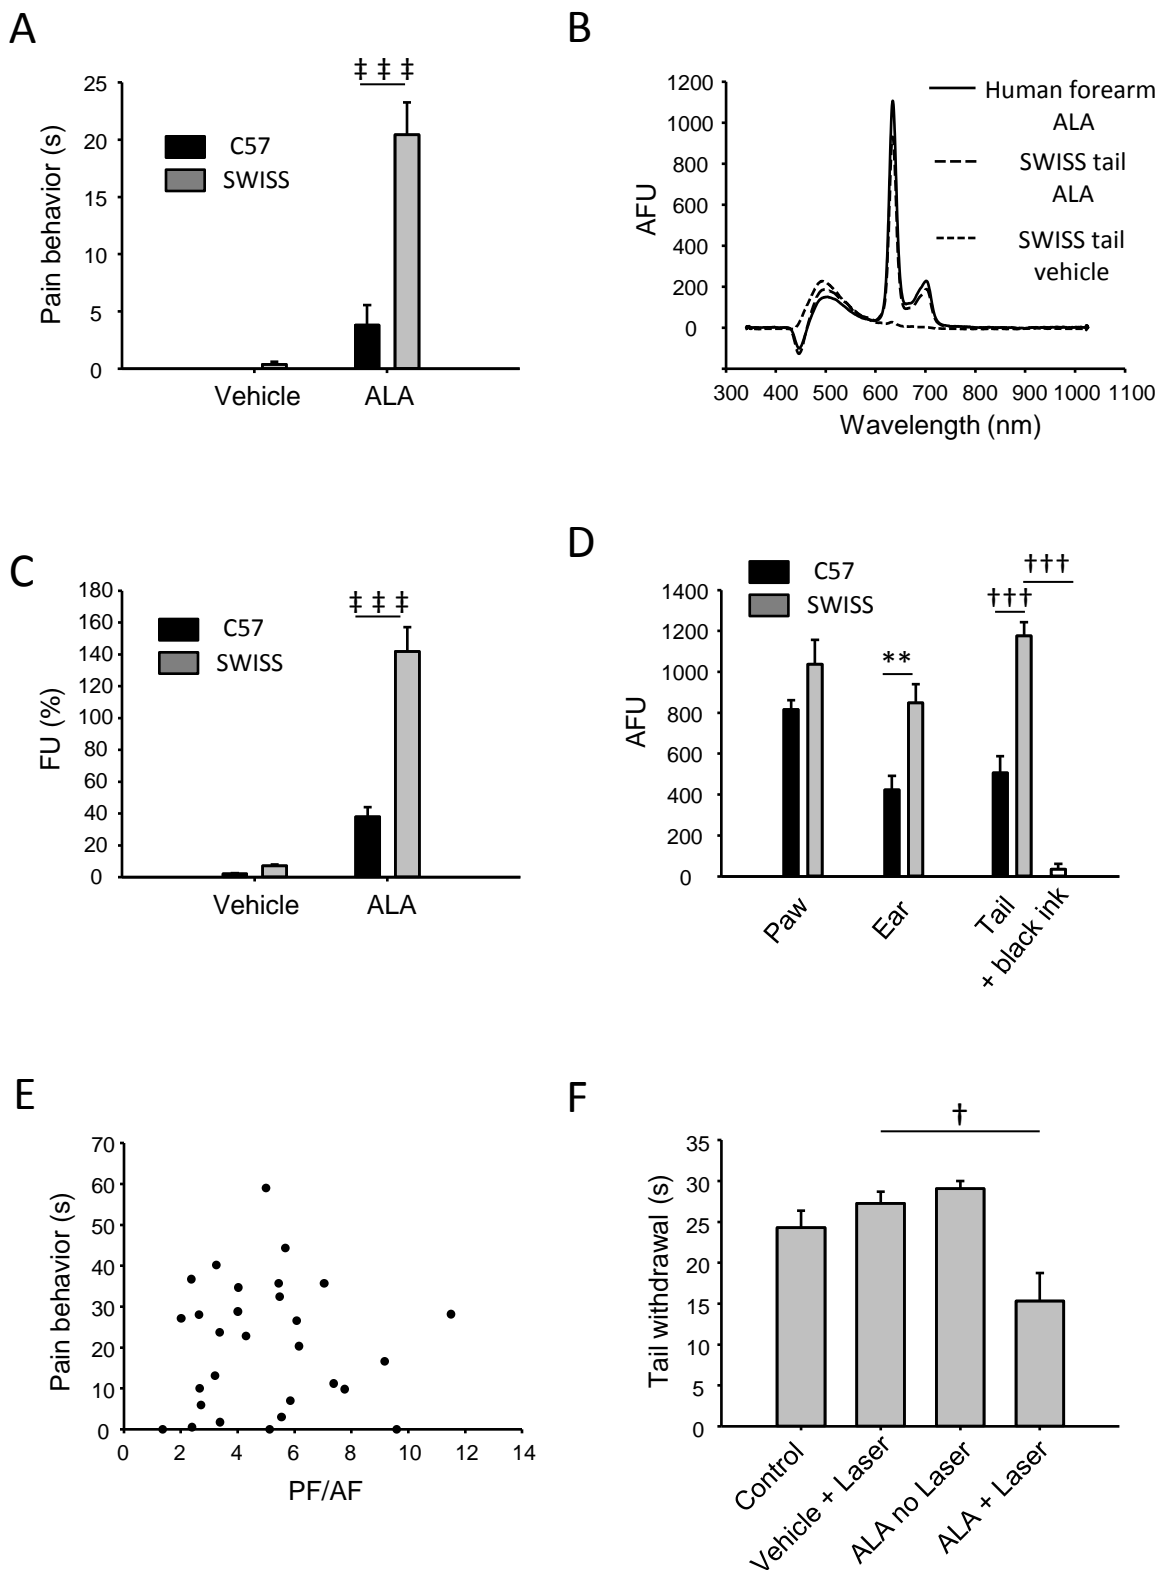 A
‡ ‡ ‡
25
20
15
10
5
0
Pain behavior (s)
C57
SWISS
Vehicle
ALA
B
1200
1000
800
600
400
200
0
AFU
Human forearm
ALA
SWISS tail
ALA
SWISS tail
vehicle
300 400 500 600 700 800 900 1000 1100
Wavelength (nm)
C
‡ ‡ ‡
180
160
140
120
100
80
60
40
20
0
FU (%)
C57
SWISS
Vehicle
ALA
D
C57
SWISS
†††
†††
**
1400
1200
1000
800
600
400
200
0
AFU
Paw
Ear
Tail
+ black ink
E
70
60
50
40
30
20
10
0
Pain behavior (s)
0 2 4 6 8 10 12 14
PF/AF
F
†
35
30
25
20
15
10
5
0
Tail withdrawal (s)
Control
Vehicle + Laser
ALA no Laser
ALA + Laser